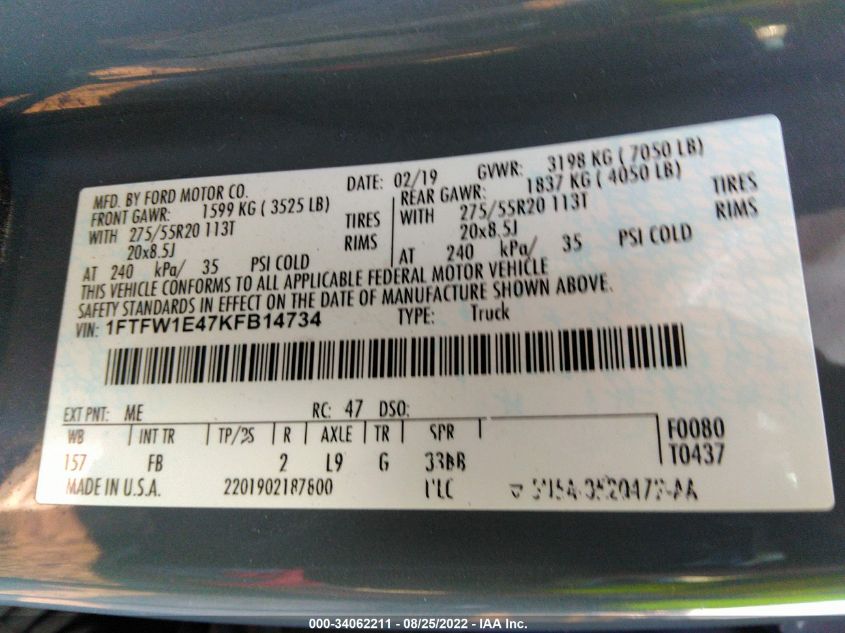 MFD. BY FORD MOTOR CO. DATE: 02/19 GVWR: 3198 KG ( 7050 LB)
FRONT GAWR: 1599 KG ( 3525 LB) REAR GAWR: 1837 KG ( 4050 LB)
WITH 275/55R20 113T TIRES WITH 275/55R20 113T TIRES
20x8.5J RIMS 20x8.5J RIMS
AT 240 kPa/ 35 PSI COLD AT 240 kPa/ 35 PSI COLD
THIS VEHICLE CONFORMS TO ALL APPLICABLE FEDERAL MOTOR VEHICLE
SAFETY STANDARDS IN EFFECT ON THE DATE OF MANUFACTURE SHOWN ABOVE.
VIN: 1FTFW1E47KFB14734 TYPE: Truck
EXT PNT: ME RC: 47 DSO:
WB INT TR TP/PS R AXLE TR SPR F0080
157 FB 2 L9 G 33BB T0437
MADE IN U.S.A. 2201902187800
000-34062211 - 08/25/2022 - IAA Inc.